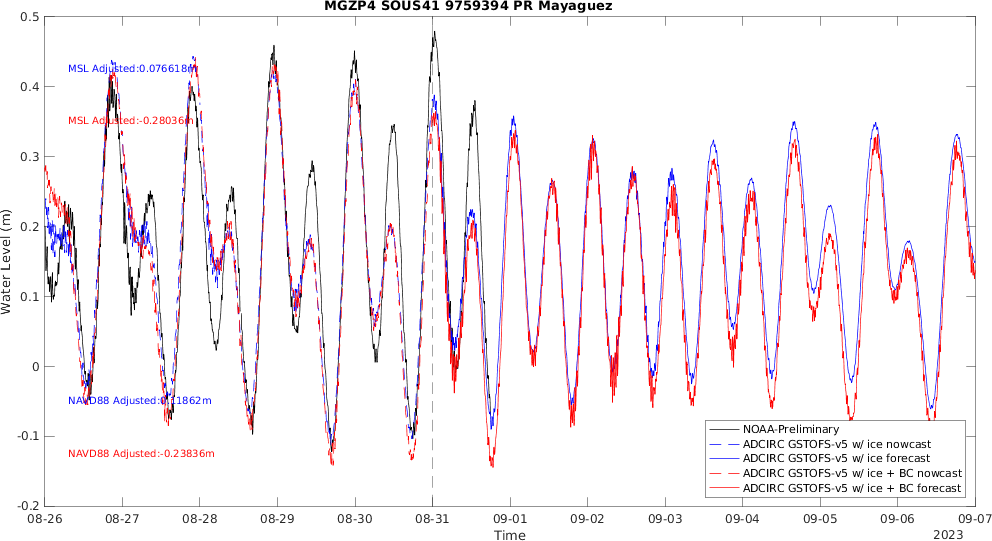 MGZP4 SOUS41 9759394 PR Mayaguez
0.5
0.4
0.3
0.2
0.1
0
-0.1
-0.2
Water Level (m)
MSL Adjusted:0.076618m
MSL Adjusted:-0.28036m
NAVD88 Adjusted:0.11862m
NAVD88 Adjusted:-0.23836m
NOAA-Preliminary
ADCIRC GSTOFS-v5 w/ ice nowcast
ADCIRC GSTOFS-v5 w/ ice forecast
ADCIRC GSTOFS-v5 w/ ice + BC nowcast
ADCIRC GSTOFS-v5 w/ ice + BC forecast
08-26 08-27 08-28 08-29 08-30 08-31 09-01 09-02 09-03 09-04 09-05 09-06 09-07
Time
2023